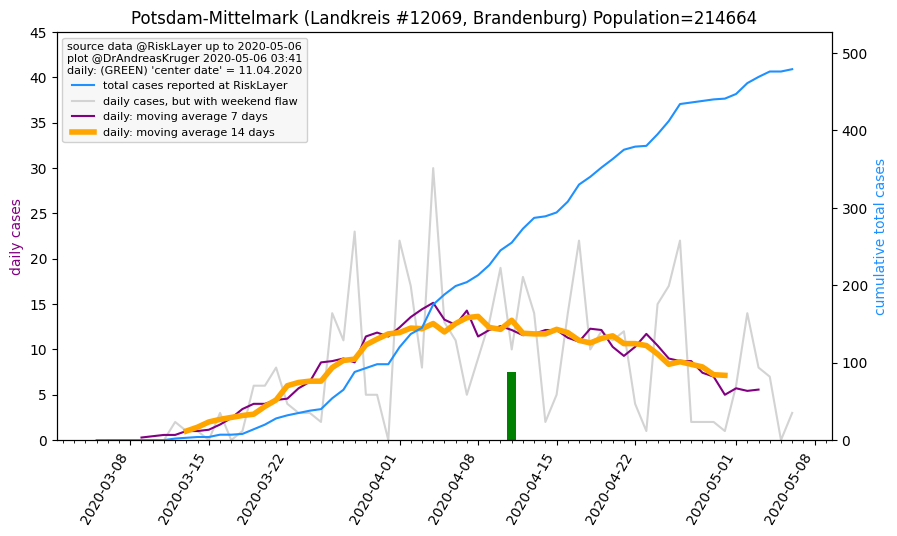 Potsdam-Mittelmark (Landkreis #12069, Brandenburg) Population=214664
source data @RiskLayer up to 2020-05-06
plot @DrAndreasKruger 2020-05-06 03:41
daily: (GREEN) 'center date' = 11.04.2020
total cases reported at RiskLayer
daily cases, but with weekend flaw
daily: moving average 7 days
daily: moving average 14 days
daily cases
45
40
35
30
25
20
15
10
5
0
500
400
300
200
100
0
cumulative total cases
2020-03-08
2020-03-15
2020-03-22
2020-04-01
2020-04-08
2020-04-15
2020-04-22
2020-05-01
2020-05-08